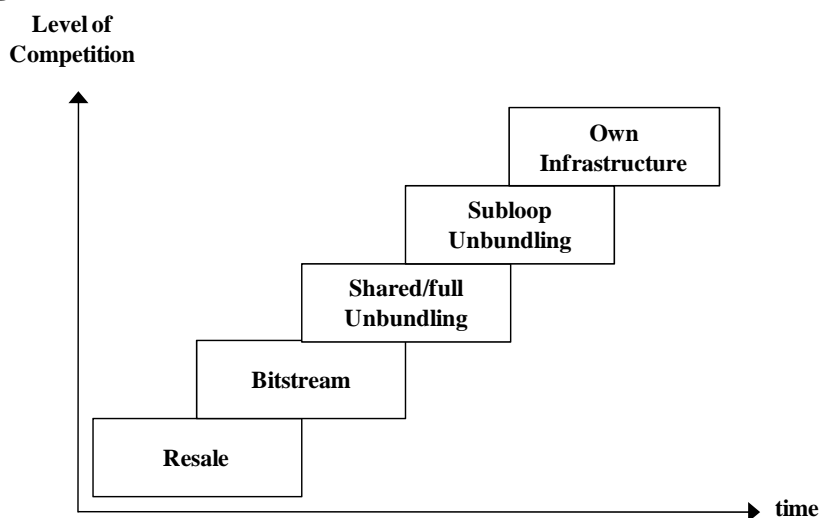 Level of
Competition
Own
Infrastructure
Subloop
Unbundling
Shared/full
Unbundling
Bitstream
Resale
time